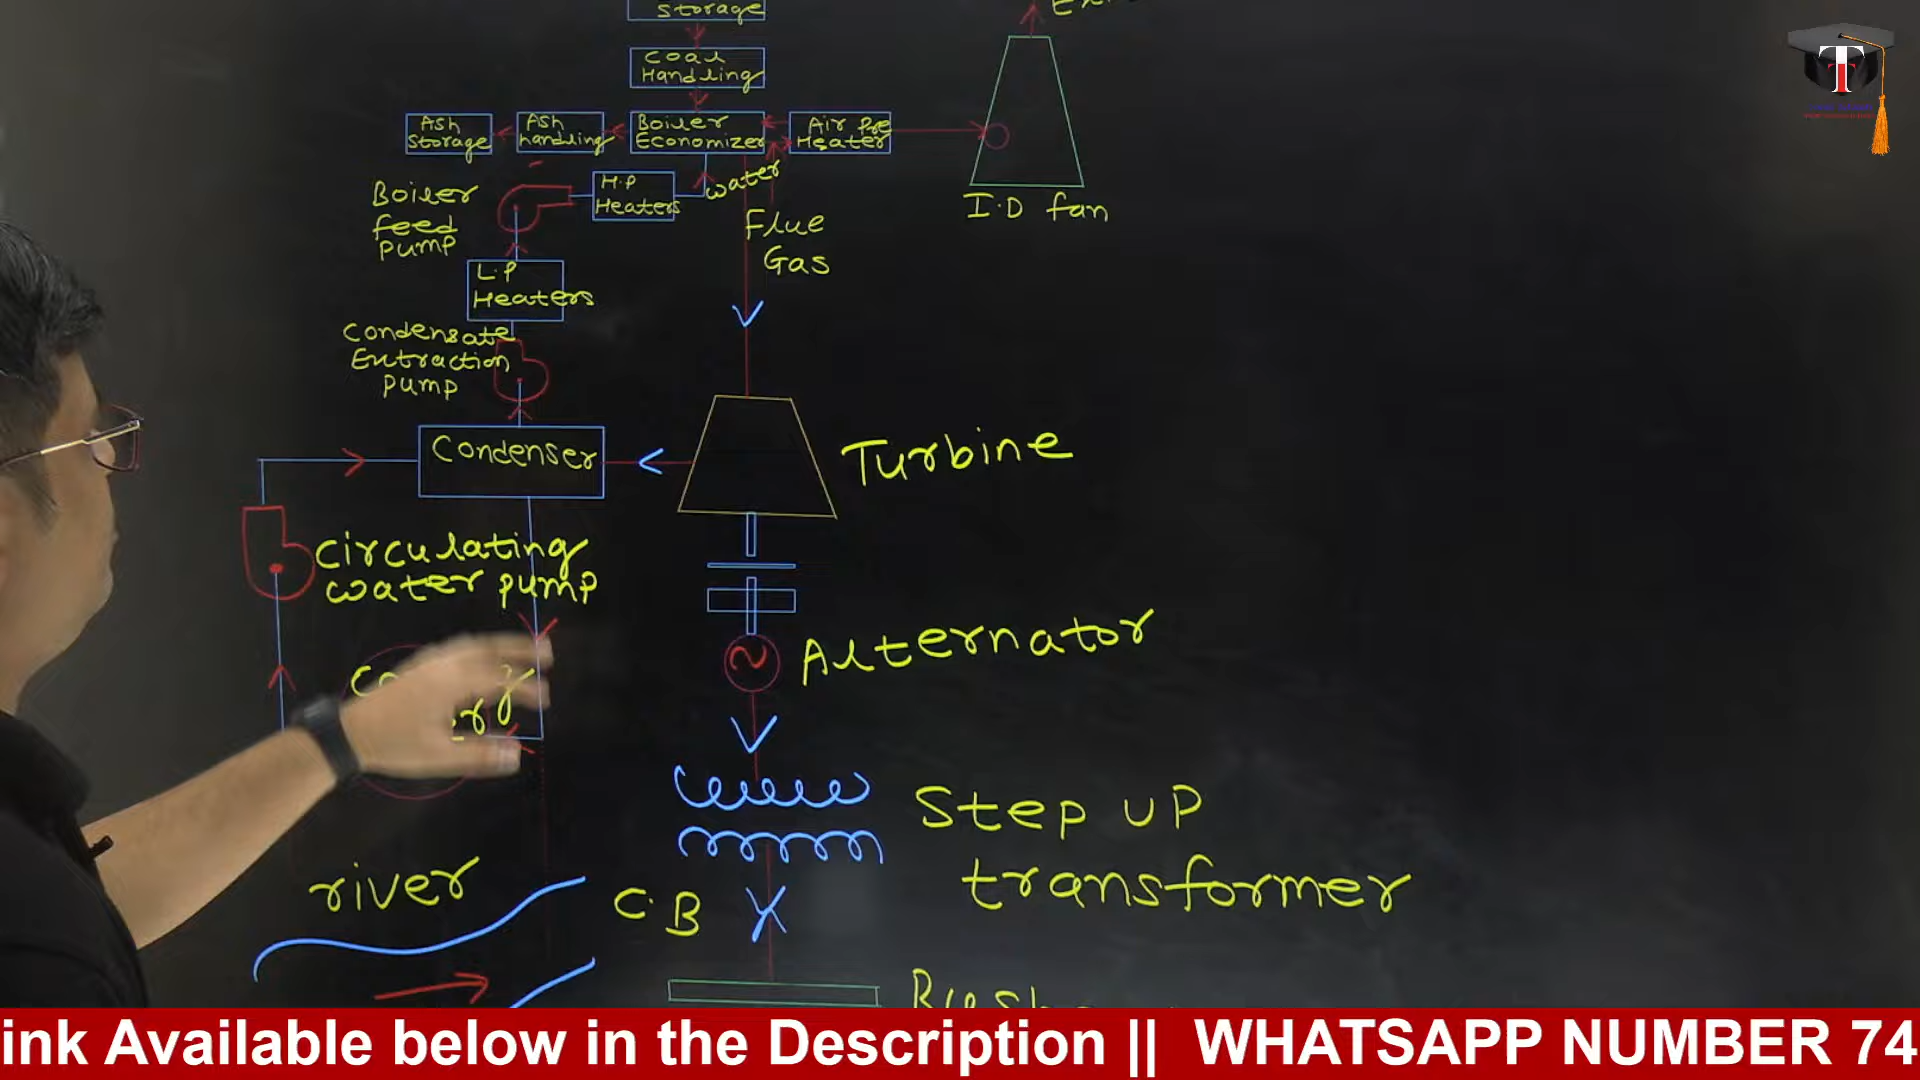 storage
Coal
Handling
Ash
Storage
Ash
handling
Boiler
Economizer
Air Pre
Heater
Boiler
feed
pump
H.P
Heaters
water
Flue
Gas
I.D fan
L.P
Heaters
Condensate
Extraction
pump
Condenser
Turbine
circulating
water pump
Alternator
Step up
transformer
river
C.B
ink Available below in the Description || WHATSAPP NUMBER 74